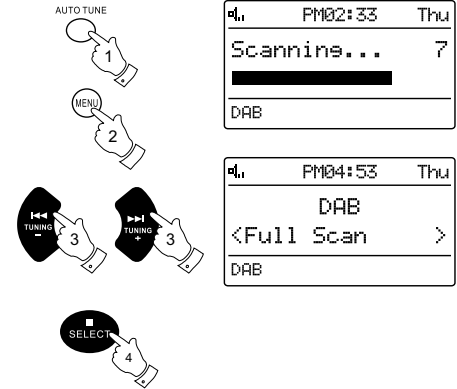 AUTO TUNE
1
MENU
2
TUNING
−
3
TUNING
+
3
SELECT
4
PM02:33 Thu
Scanning... 7
DAB
PM04:53 Thu
DAB
<Full Scan >
DAB